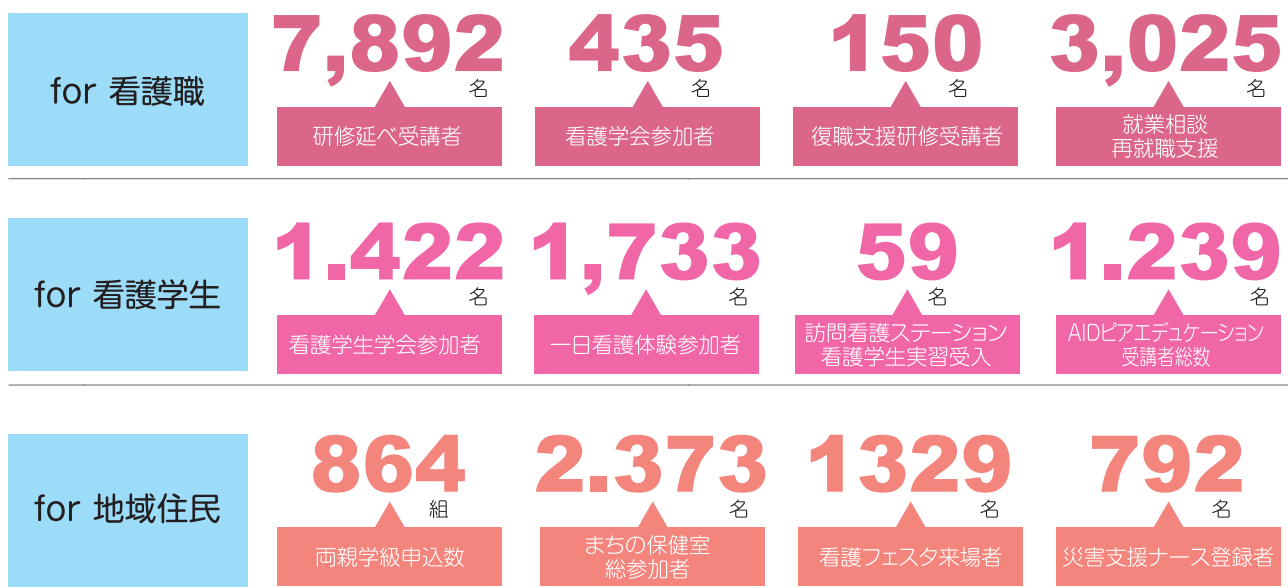 for 看護職
7,892
名
研修延べ受講者
435
名
看護学会参加者
150
名
復職支援研修受講者
3,025
名
就業相談
再就職支援
for 看護学生
1.422
名
看護学生学会参加者
1,733
名
一日看護体験参加者
59
名
訪問看護ステーション
看護学生実習受入
1.239
名
AIDピアエデュケーション
受講者総数
for 地域住民
864
組
両親学級申込数
2.373
名
まちの保健室
総参加者
1329
名
看護フェスタ来場者
792
名
災害支援ナース登録者